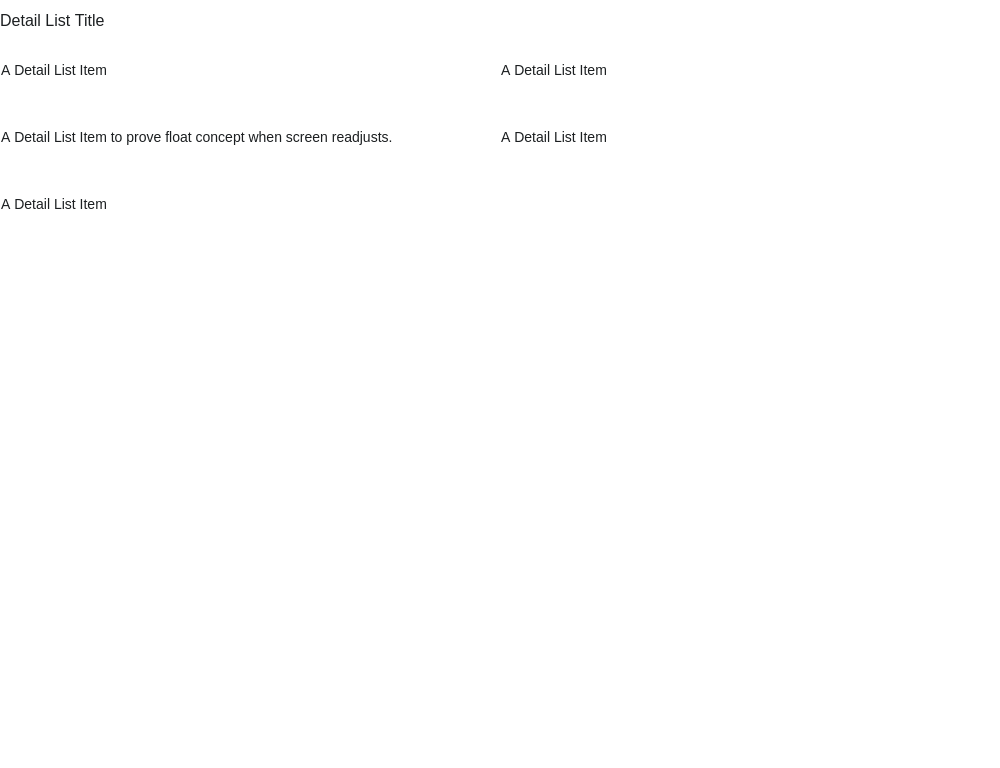 Detail List Title
A Detail List Item
A Detail List Item
A Detail List Item to prove float concept when screen readjusts.
A Detail List Item
A Detail List Item